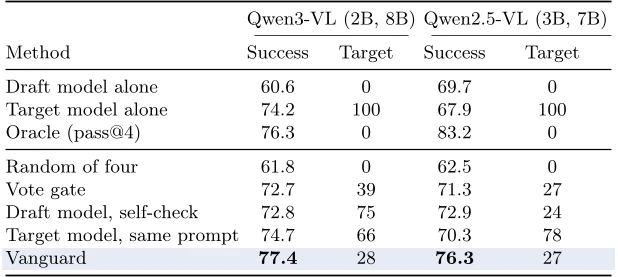 Qwen3-VL (2B, 8B) Qwen2.5-VL (3B, 7B)
Method Success Target Success Target
Draft model alone 60.6 0 69.7 0
Target model alone 74.2 100 67.9 100
Oracle (pass@4) 76.3 0 83.2 0
Random of four 61.8 0 62.5 0
Vote gate 72.7 39 71.3 27
Draft model, self-check 72.8 75 72.9 24
Target model, same prompt 74.7 66 70.3 78
Vanguard 77.4 28 76.3 27